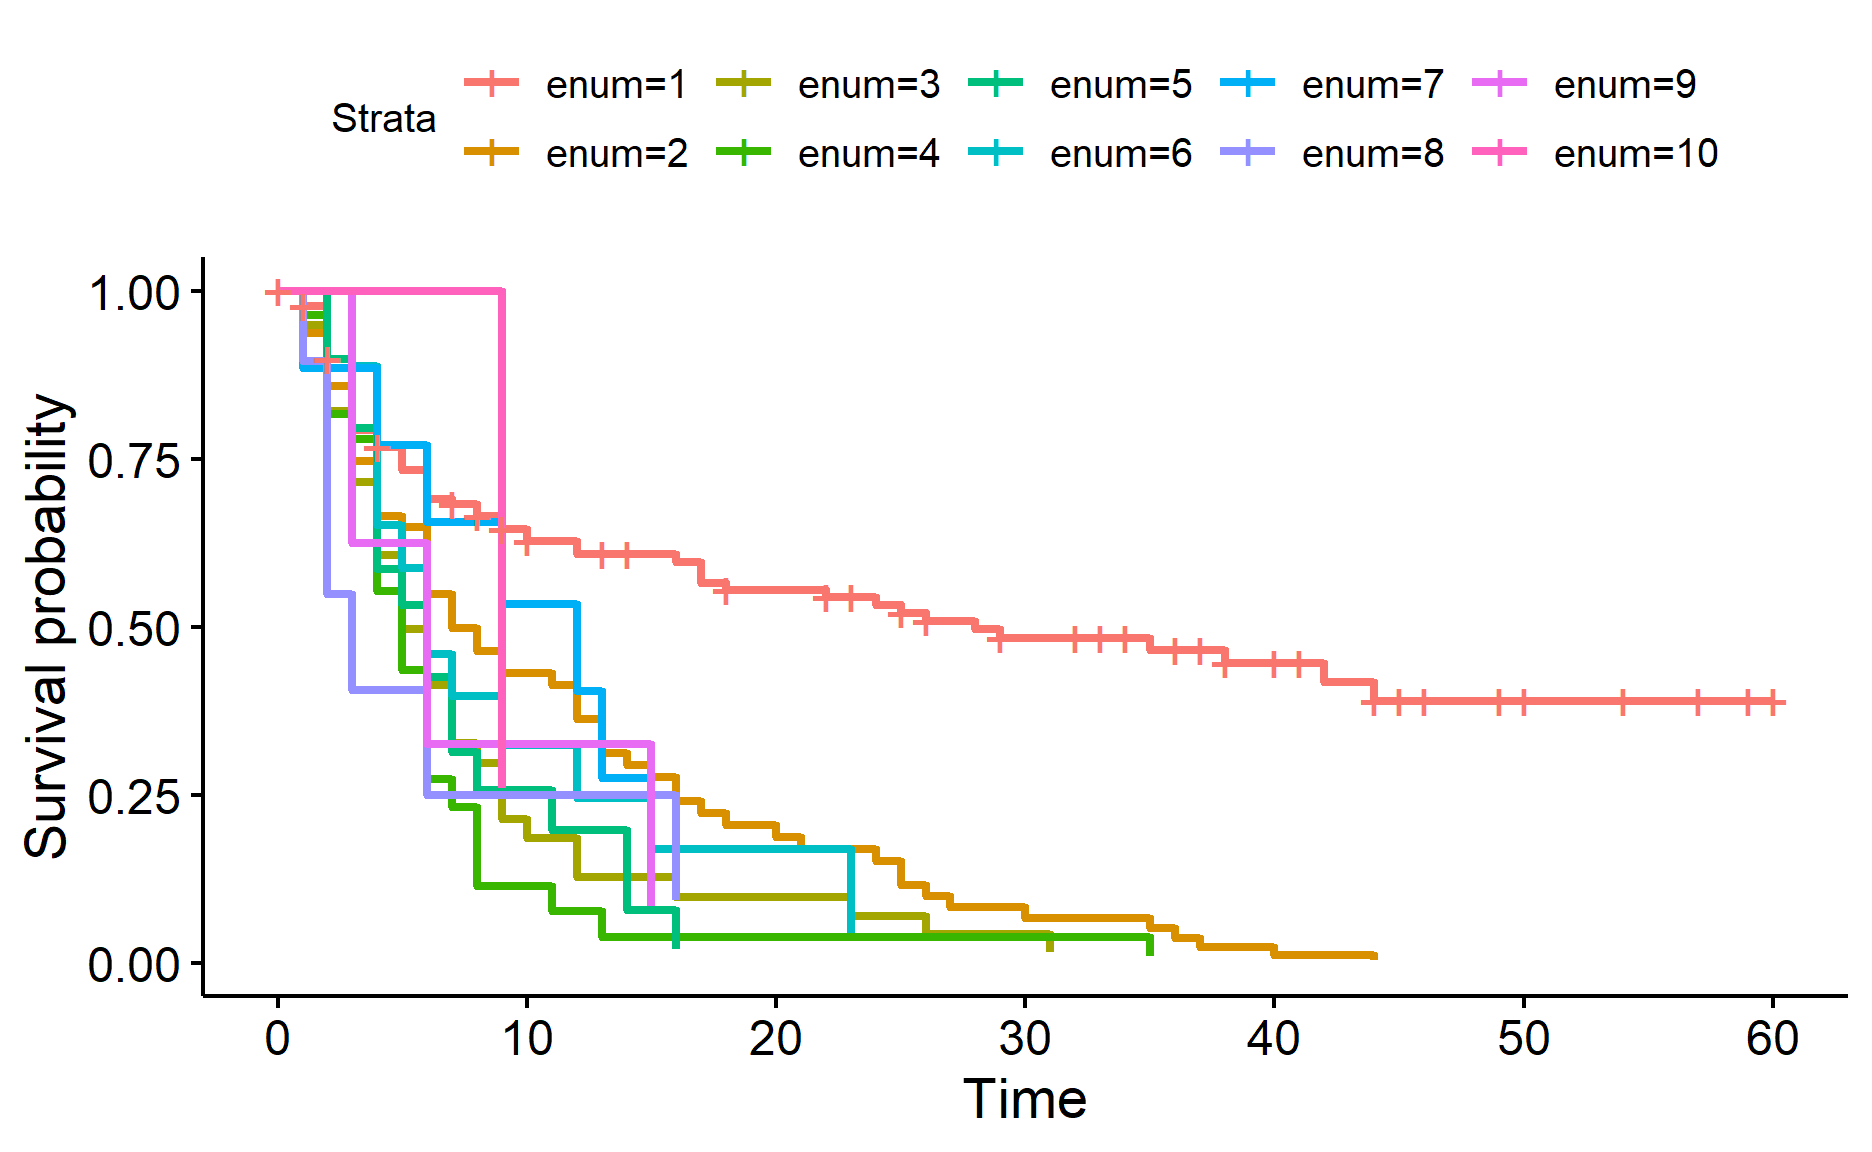 Strata
enum=1 enum=3 enum=5 enum=7 enum=9
enum=2 enum=4 enum=6 enum=8 enum=10
Survival probability
1.00
0.75
0.50
0.25
0.00
0 10 20 30 40 50 60
Time